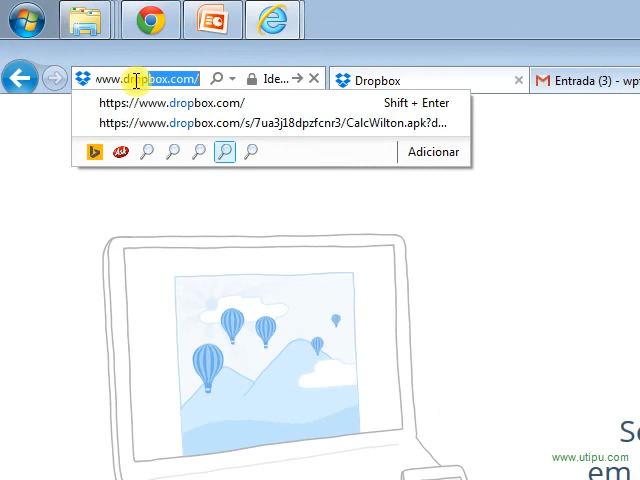 www.dropbox.com/ Ide... Dropbox Entrada (3) - wp
https://www.dropbox.com/ Shift + Enter
https://www.dropbox.com/s/7ua3j18dpzfcnr3/CalcWilton.apk?d...
Ask Adicionar
em
www.utipu.com